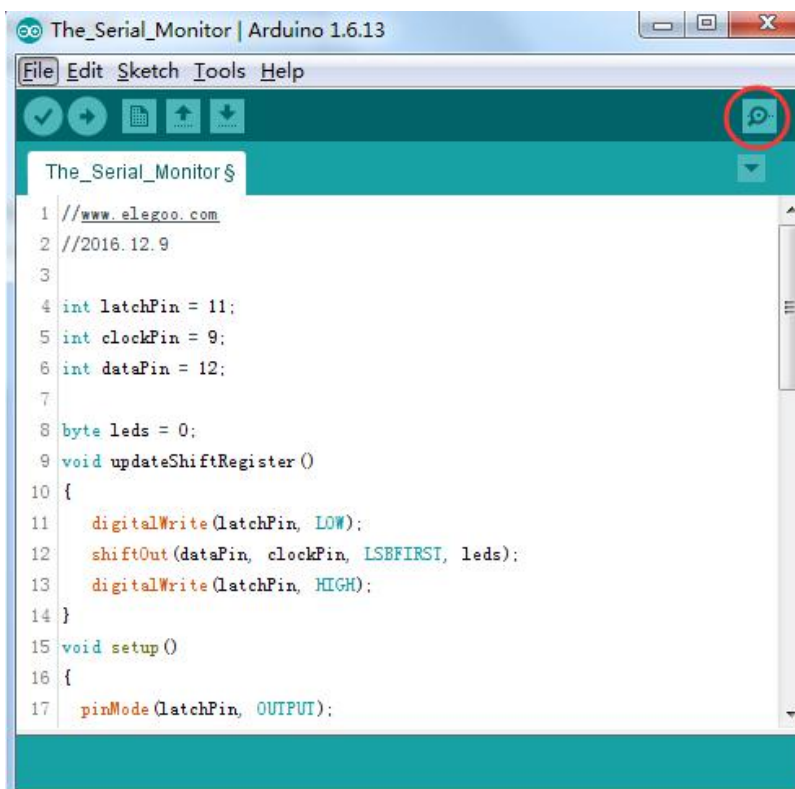 The_Serial_Monitor | Arduino 1.6.13
File Edit Sketch Tools Help
The_Serial_Monitor §
1 //www.elegoo.com
2 //2016.12.9
3
4 int latchPin = 11;
5 int clockPin = 9;
6 int dataPin = 12;
7
8 byte leds = 0;
9 void updateShiftRegister()
10 {
11 digitalWrite(latchPin, LOW);
12 shiftOut(dataPin, clockPin, LSBFIRST, leds);
13 digitalWrite(latchPin, HIGH);
14 }
15 void setup()
16 {
17 pinMode(latchPin, OUTPUT);